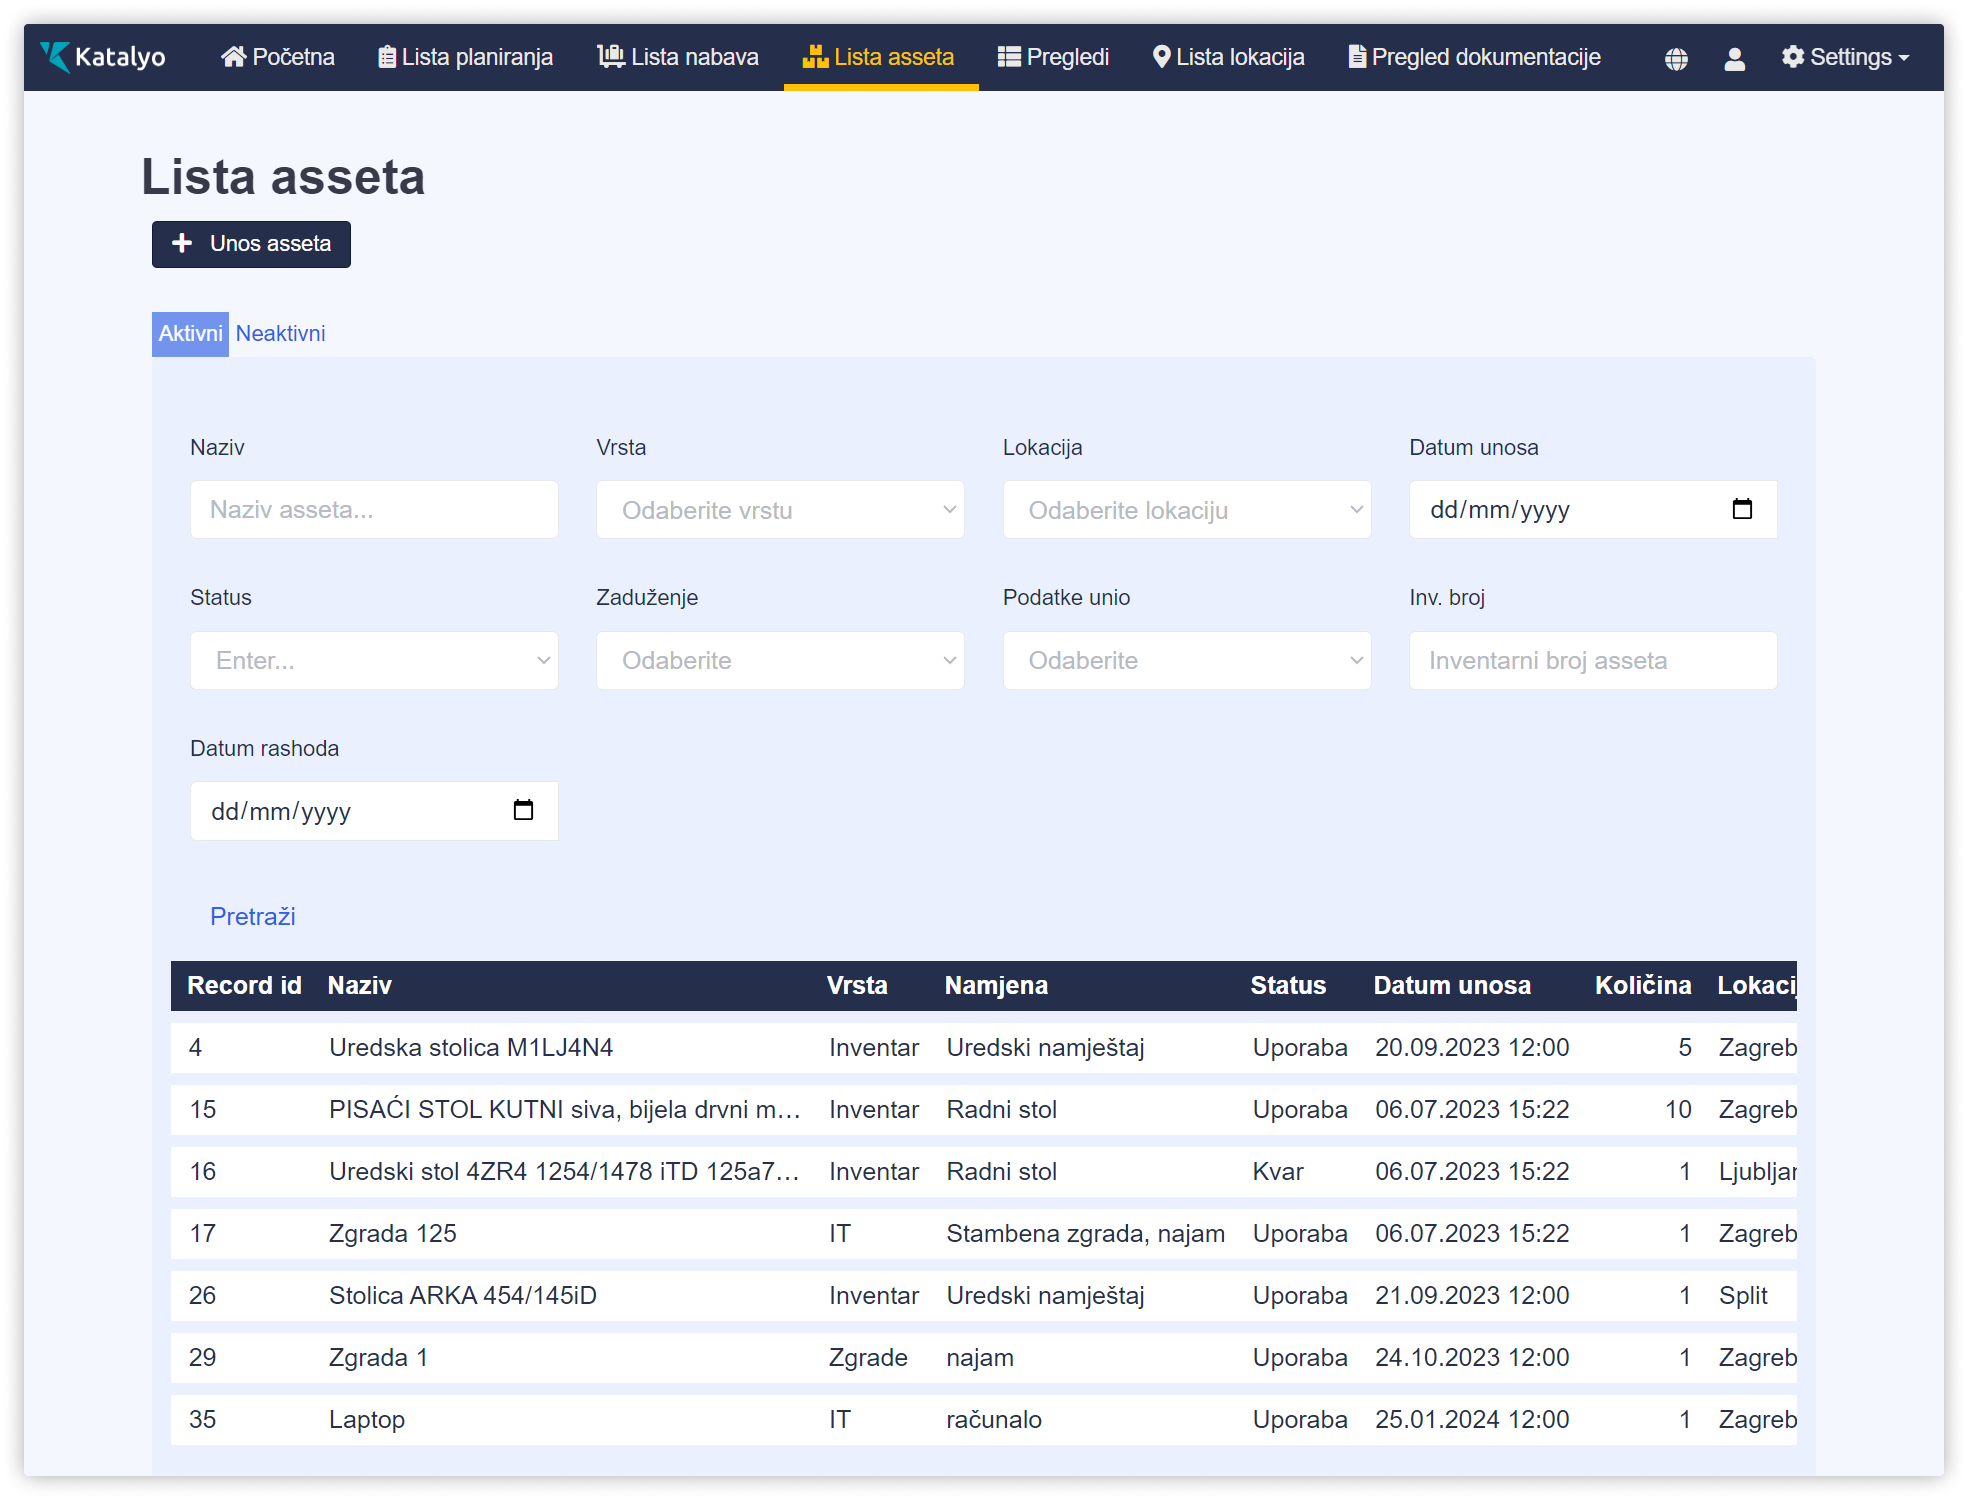 Katalyo Početna Lista planiranja Lista nabava Lista asseta Pregledi Lista lokacija Pregled dokumentacije Settings
Lista asseta
Unos asseta
Aktivni Neaktivni
Naziv Vrsta Lokacija Datum unosa
Naziv asseta... Odaberite vrstu Odaberite lokaciju dd/mm/yyyy
Status Zaduženje Podatke unio Inv. broj
Enter... Odaberite Odaberite Inventarni broj asseta
Datum rashoda
dd/mm/yyyy
Pretraži
Record id Naziv Vrsta Namjena Status Datum unosa Količina Lokacij
4 Uredska stolica M1LJ4N4 Inventar Uredski namještaj Uporaba 20.09.2023 12:00 5 Zagreb
15 PISAĆI STOL KUTNI siva, bijela drvni m... Inventar Radni stol Uporaba 06.07.2023 15:22 10 Zagreb
16 Uredski stol 4ZR4 1254/1478 iTD 125a7... Inventar Radni stol Kvar 06.07.2023 15:22 1 Ljubljan
17 Zgrada 125 IT Stambena zgrada, najam Uporaba 06.07.2023 15:22 1 Zagreb
26 Stolica ARKA 454/145iD Inventar Uredski namještaj Uporaba 21.09.2023 12:00 1 Split
29 Zgrada 1 Zgrade najam Uporaba 24.10.2023 12:00 1 Zagreb
35 Laptop IT računalo Uporaba 25.01.2024 12:00 1 Zagreb